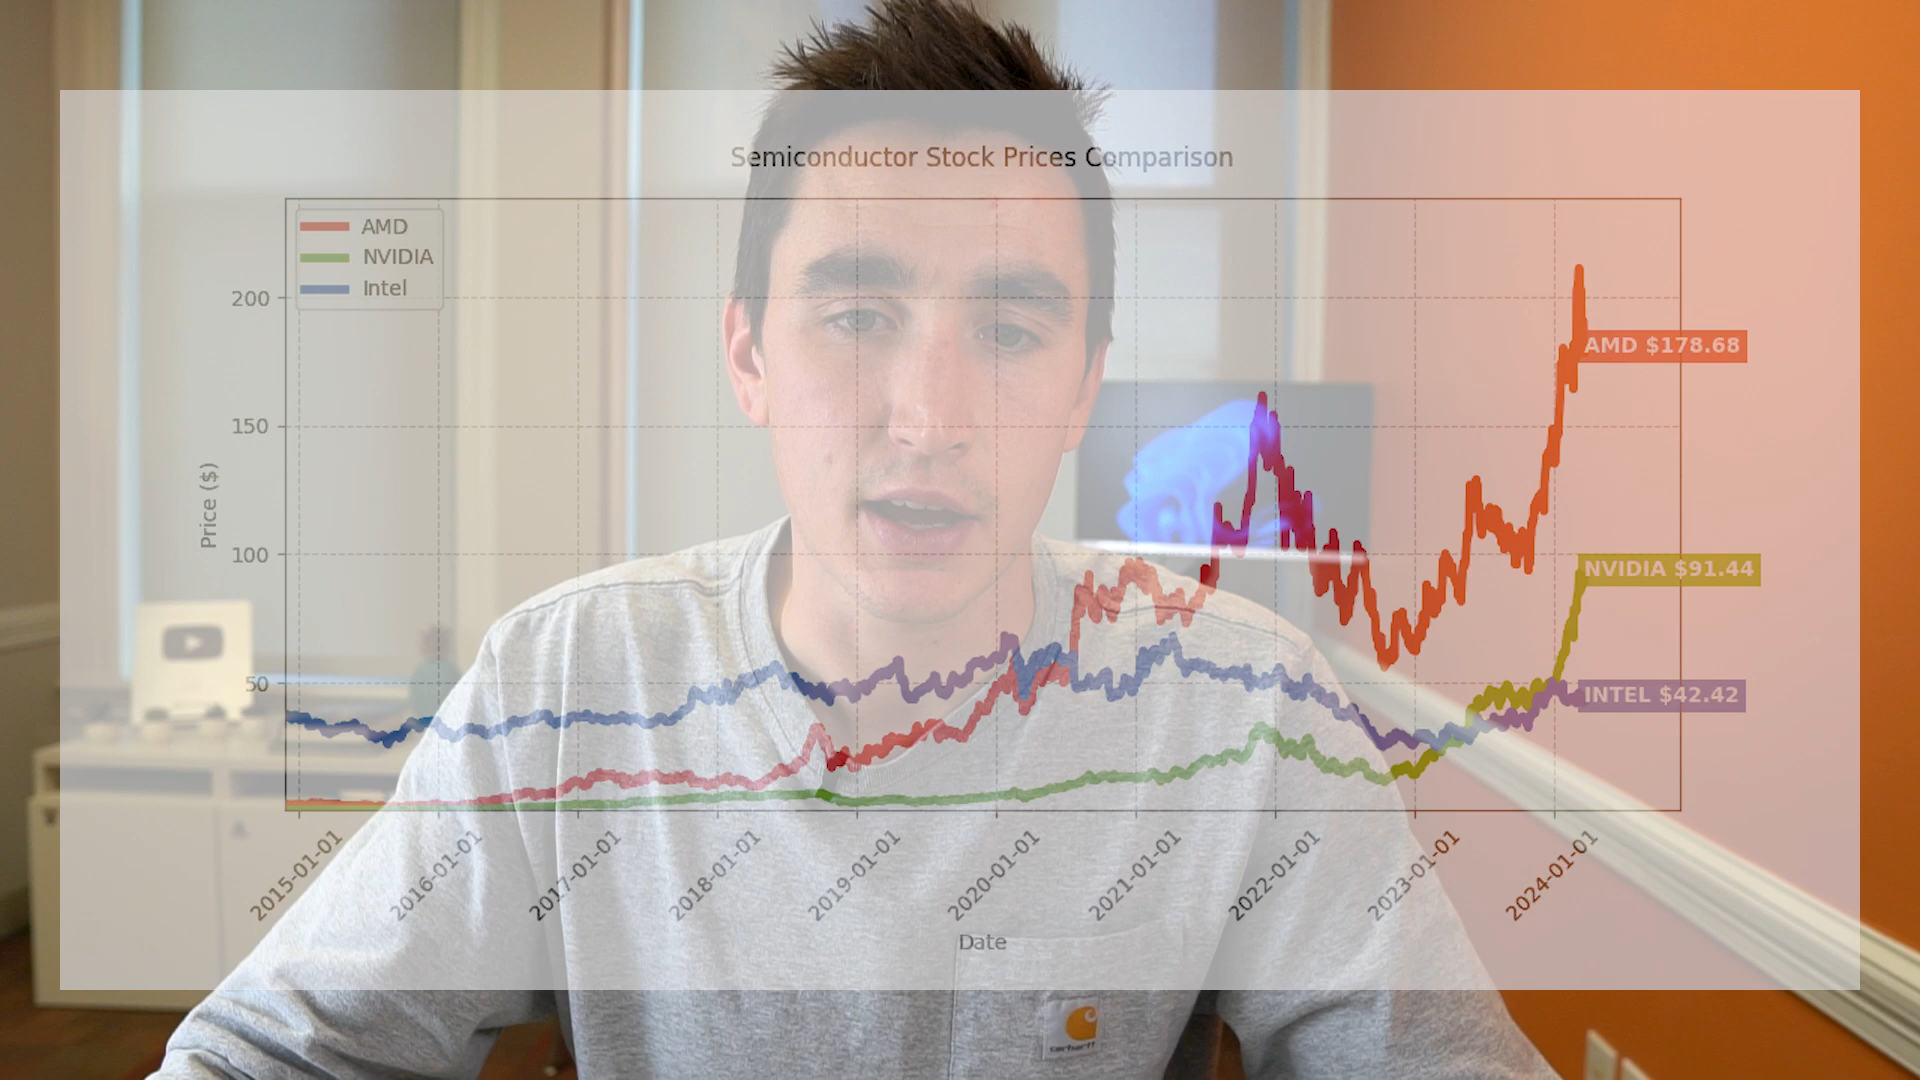 Semiconductor Stock Prices Comparison
AMD
NVIDIA
Intel
200
150
100
50
Price ($)
AMD $178.68
NVIDIA $91.44
INTEL $42.42
2015-01-01
2016-01-01
2017-01-01
2018-01-01
2019-01-01
2020-01-01
2021-01-01
2022-01-01
2023-01-01
2024-01-01
Date
carhartt